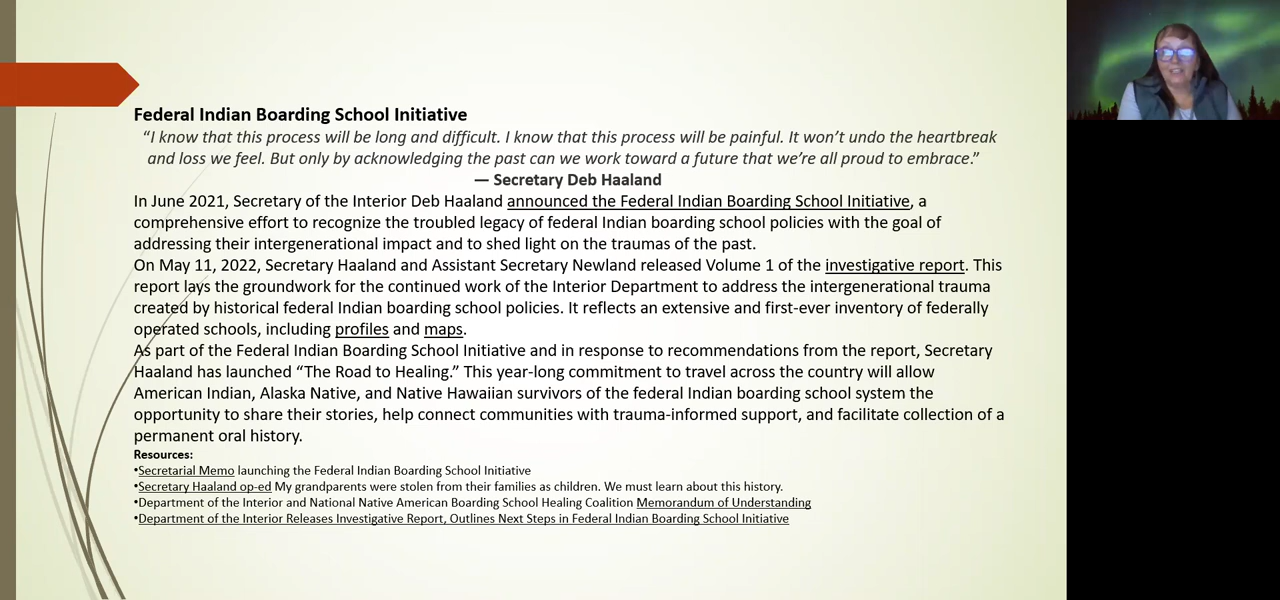 Federal Indian Boarding School Initiative
“I know that this process will be long and difficult. I know that this process will be painful. It won’t undo the heartbreak
and loss we feel. But only by acknowledging the past can we work toward a future that we’re all proud to embrace.”
— Secretary Deb Haaland
In June 2021, Secretary of the Interior Deb Haaland announced the Federal Indian Boarding School Initiative, a
comprehensive effort to recognize the troubled legacy of federal Indian boarding school policies with the goal of
addressing their intergenerational impact and to shed light on the traumas of the past.
On May 11, 2022, Secretary Haaland and Assistant Secretary Newland released Volume 1 of the investigative report. This
report lays the groundwork for the continued work of the Interior Department to address the intergenerational trauma
created by historical federal Indian boarding school policies. It reflects an extensive and first-ever inventory of federally
operated schools, including profiles and maps.
As part of the Federal Indian Boarding School Initiative and in response to recommendations from the report, Secretary
Haaland has launched “The Road to Healing.” This year-long commitment to travel across the country will allow
American Indian, Alaska Native, and Native Hawaiian survivors of the federal Indian boarding school system the
opportunity to share their stories, help connect communities with trauma-informed support, and facilitate collection of a
permanent oral history.
Resources:
•Secretarial Memo launching the Federal Indian Boarding School Initiative
•Secretary Haaland op-ed My grandparents were stolen from their families as children. We must learn about this history.
•Department of the Interior and National Native American Boarding School Healing Coalition Memorandum of Understanding
•Department of the Interior Releases Investigative Report, Outlines Next Steps in Federal Indian Boarding School Initiative